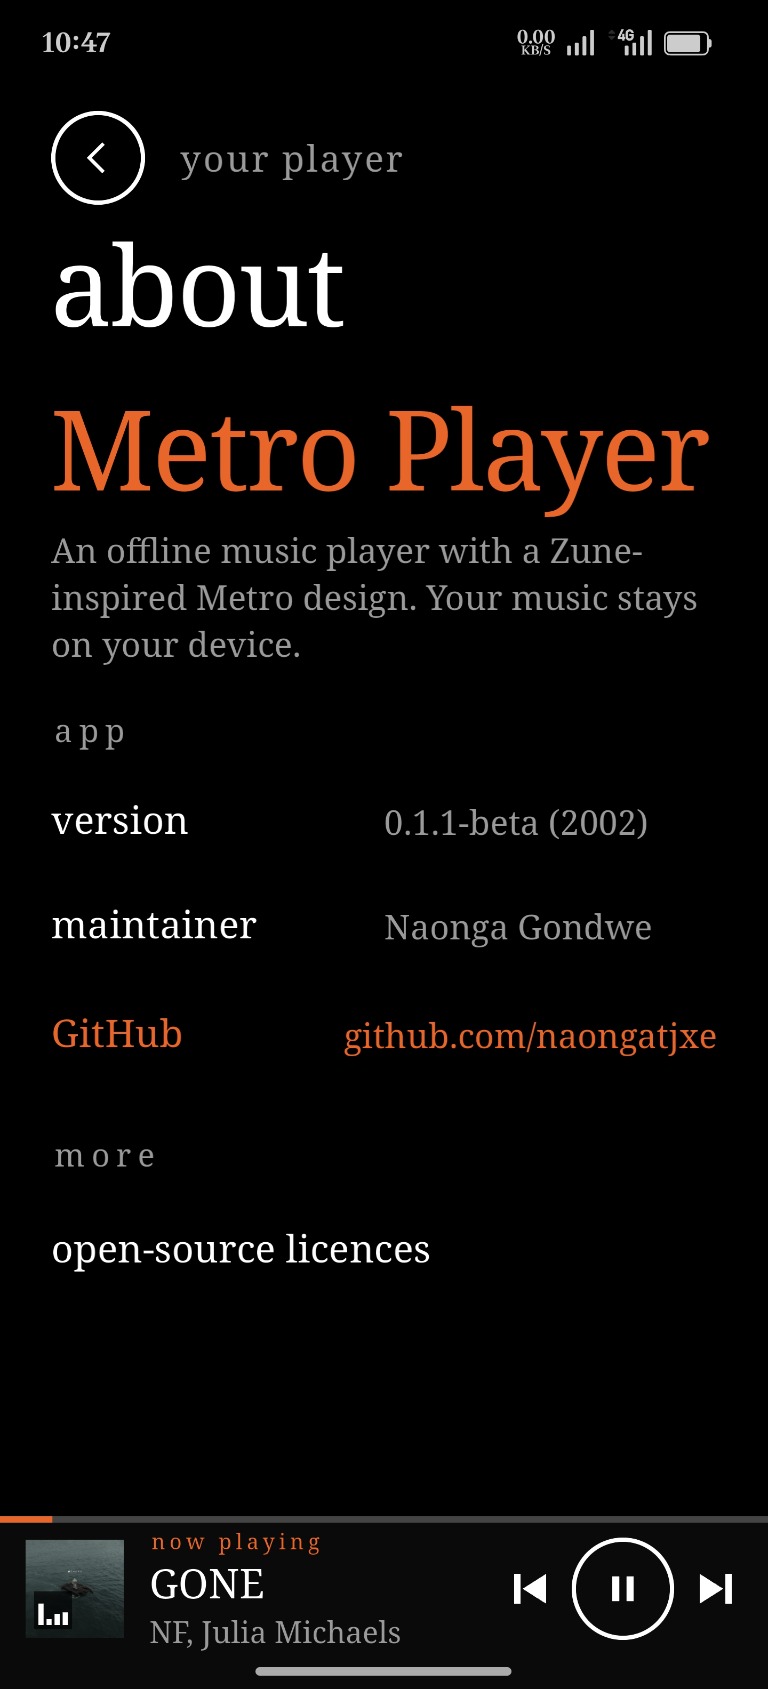 10:47
0.00
KB/S
4G
your player
about
Metro Player
An offline music player with a Zune-
inspired Metro design. Your music stays
on your device.
app
version 0.1.1-beta (2002)
maintainer Naonga Gondwe
GitHub github.com/naongatjxe
more
open-source licences
now playing
GONE
NF, Julia Michaels